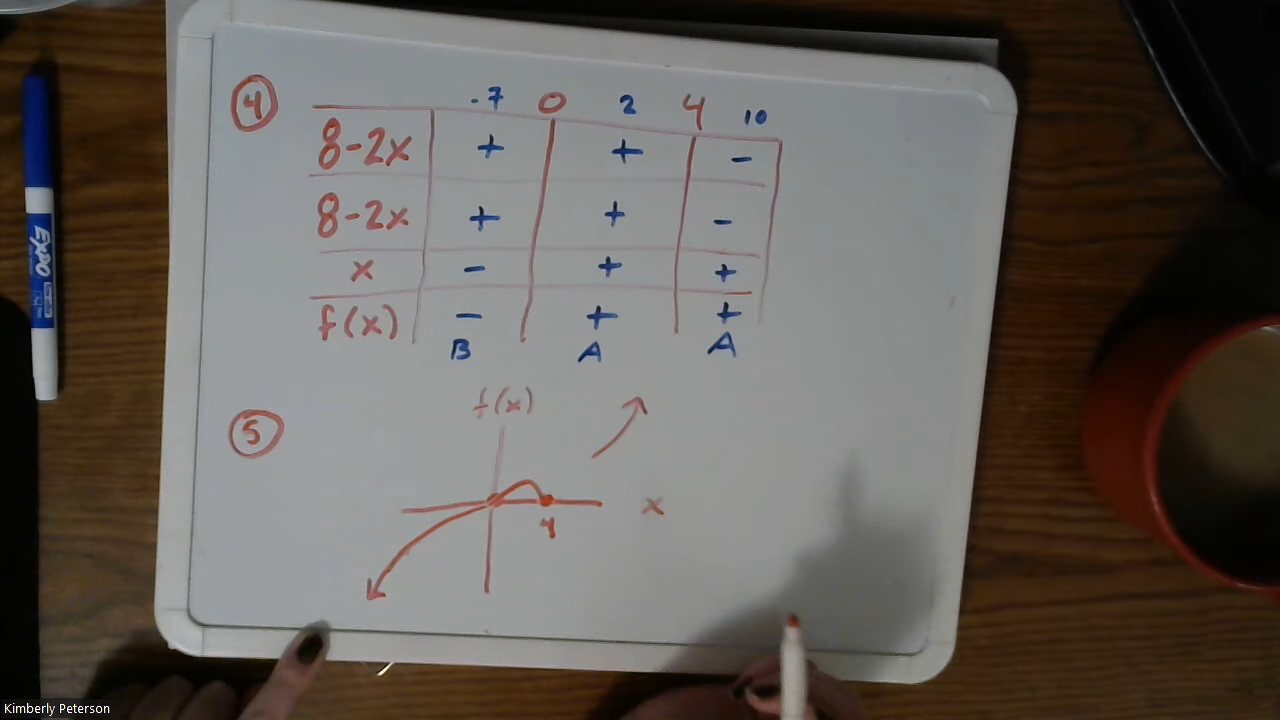 ④ -7 0 2 4 10
8-2x + + -
8-2x + + -
x - + +
f(x) - + +
B A A
⑤ f(x)
x
4
EXPO
Kimberly Peterson